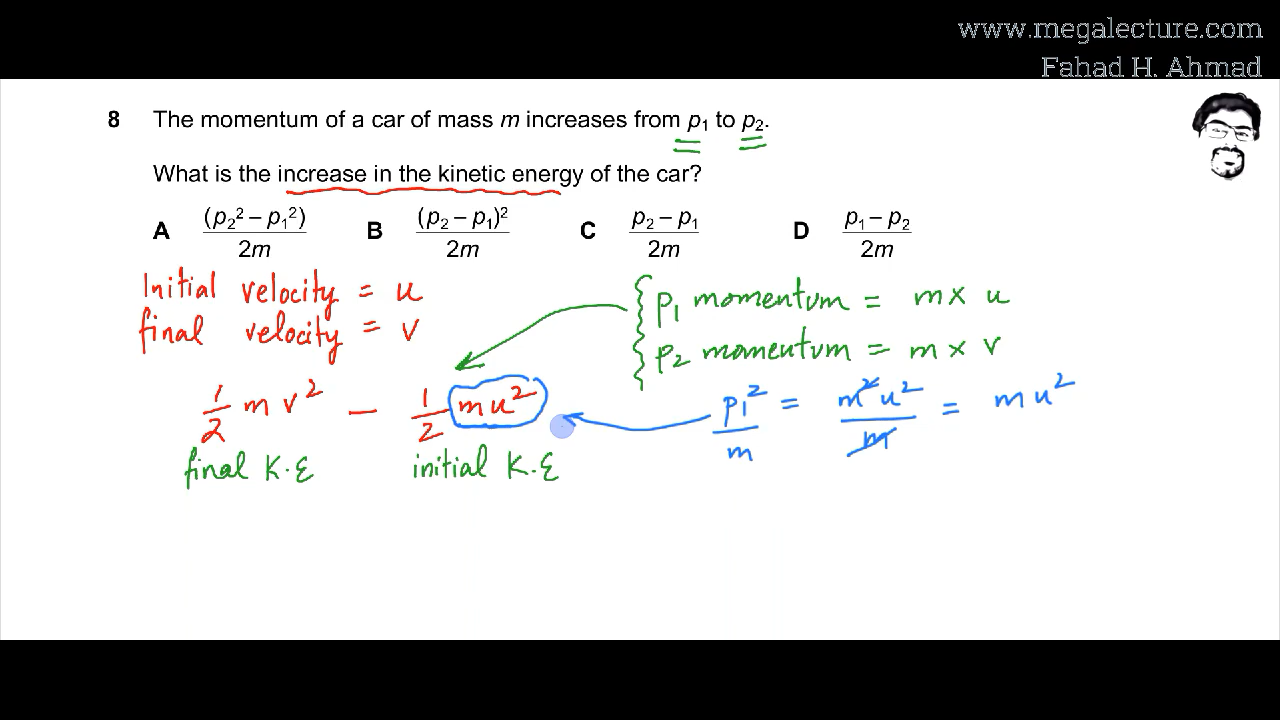 www.megalecture.com
Fahad H. Ahmad
8 The momentum of a car of mass m increases from p₁ to p₂.
What is the increase in the kinetic energy of the car?
A (p₂² – p₁²)/2m B (p₂ – p₁)²/2m C p₂ – p₁/2m D p₁ – p₂/2m
Initial velocity = u
final velocity = v
p₁ momentum = m × u
p₂ momentum = m × v
1/2 m v² – 1/2 m u²
p₁²/m = m²u²/m = m u²
final K.E
initial K.E